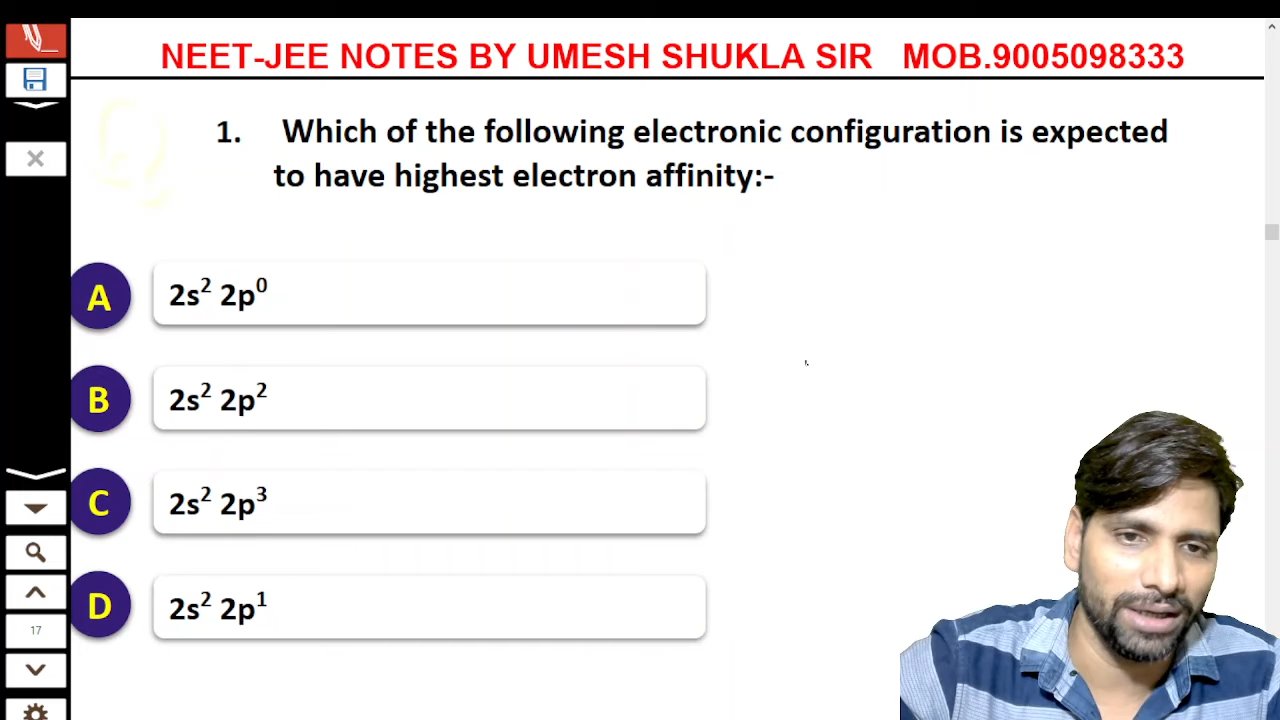 NEET-JEE NOTES BY UMESH SHUKLA SIR MOB.9005098333
1. Which of the following electronic configuration is expected
to have highest electron affinity:-
A 2s² 2p⁰
B 2s² 2p²
C 2s² 2p³
D 2s² 2p¹
17